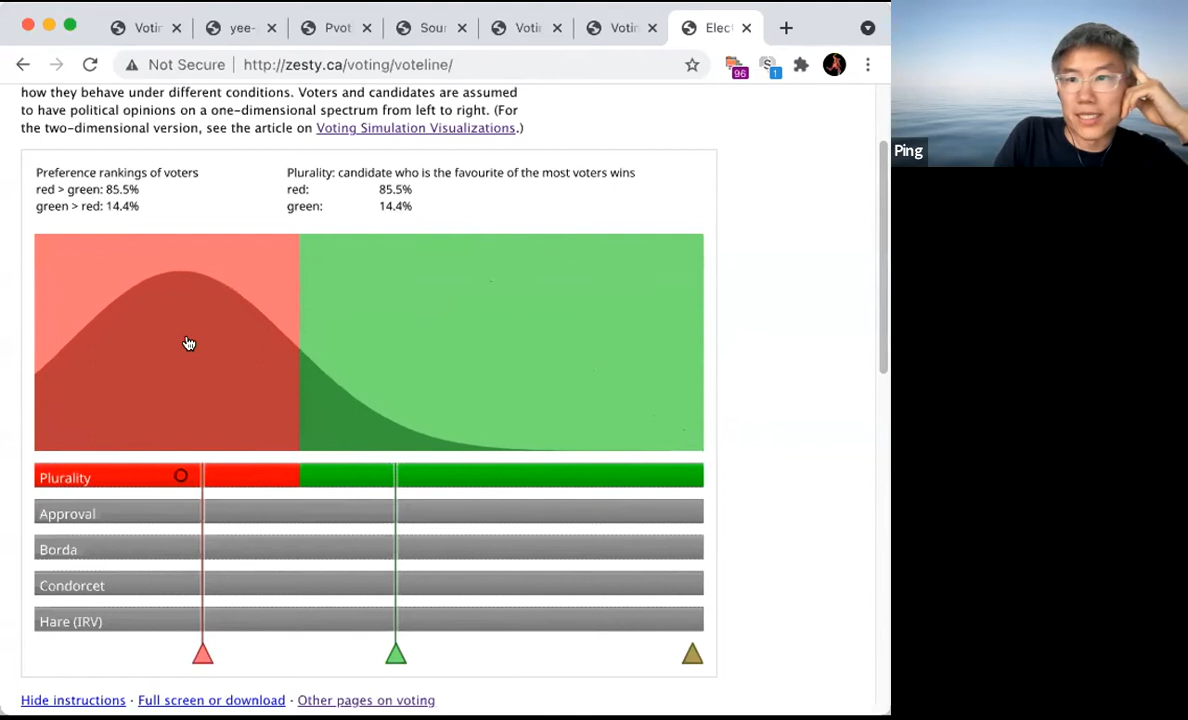 Votin
yee-
Pvot
Sour
Votin
Votin
Elect
Not Secure
http://zesty.ca/voting/voteline/
96
S
1
how they behave under different conditions. Voters and candidates are assumed
to have political opinions on a one-dimensional spectrum from left to right. (For
the two-dimensional version, see the article on Voting Simulation Visualizations.)
Ping
Preference rankings of voters
red > green: 85.5%
green > red: 14.4%
Plurality: candidate who is the favourite of the most voters wins
red: 85.5%
green: 14.4%
Plurality
Approval
Borda
Condorcet
Hare (IRV)
Hide instructions · Full screen or download · Other pages on voting